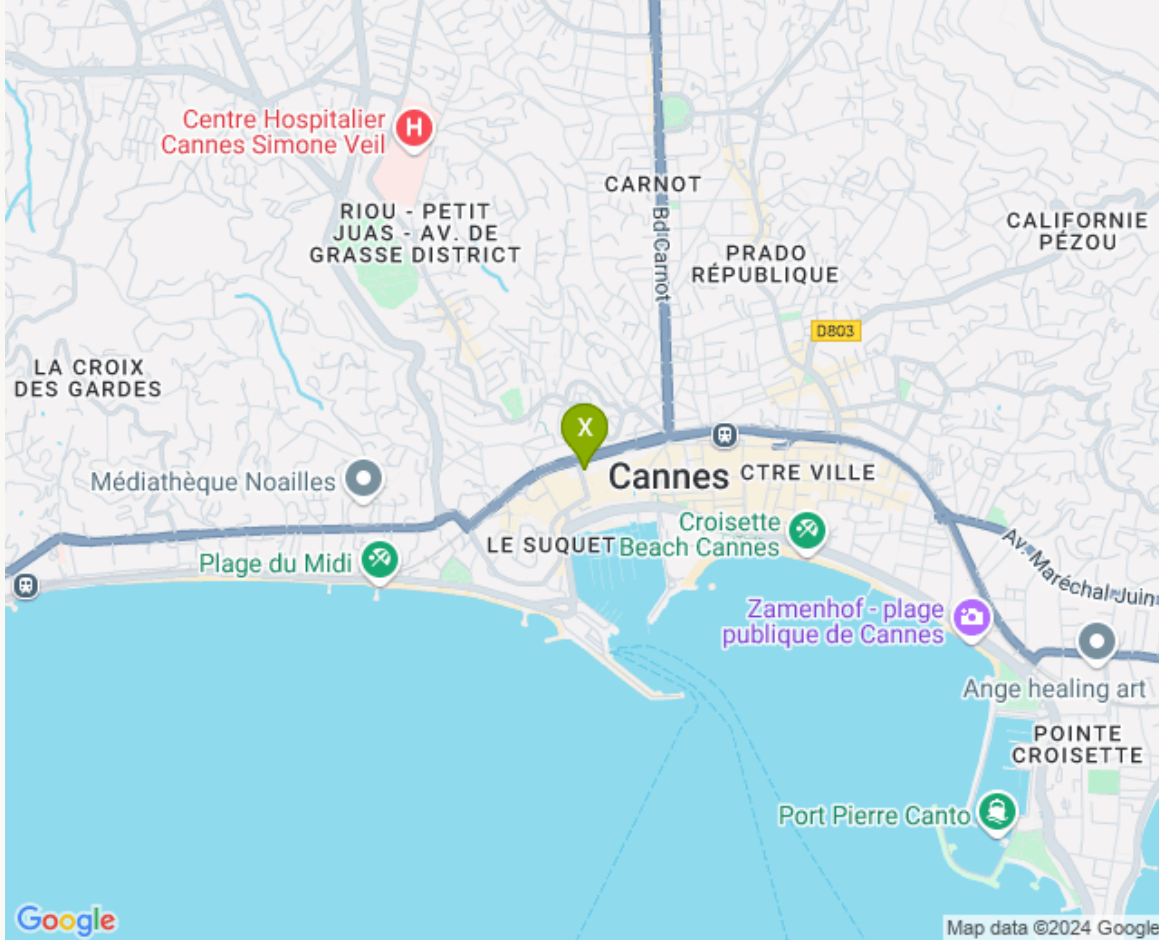 Centre Hospitalier
Cannes Simone Veil
H
CARNOT
Bd Carnot
RIOU - PETIT
JUAS - AV. DE
GRASSE DISTRICT
CALIFORNIE
PÉZOU
PRADO
RÉPUBLIQUE
D803
LA CROIX
DES GARDES
X
Cannes
CTRE VILLE
Médiathèque Noailles
Croisette
Beach Cannes
LE SUQUET
Plage du Midi
Av. Maréchal Juin
Zamenhof - plage
publique de Cannes
Ange healing art
POINTE
CROISETTE
Port Pierre Canto
Google
Map data ©2024 Google